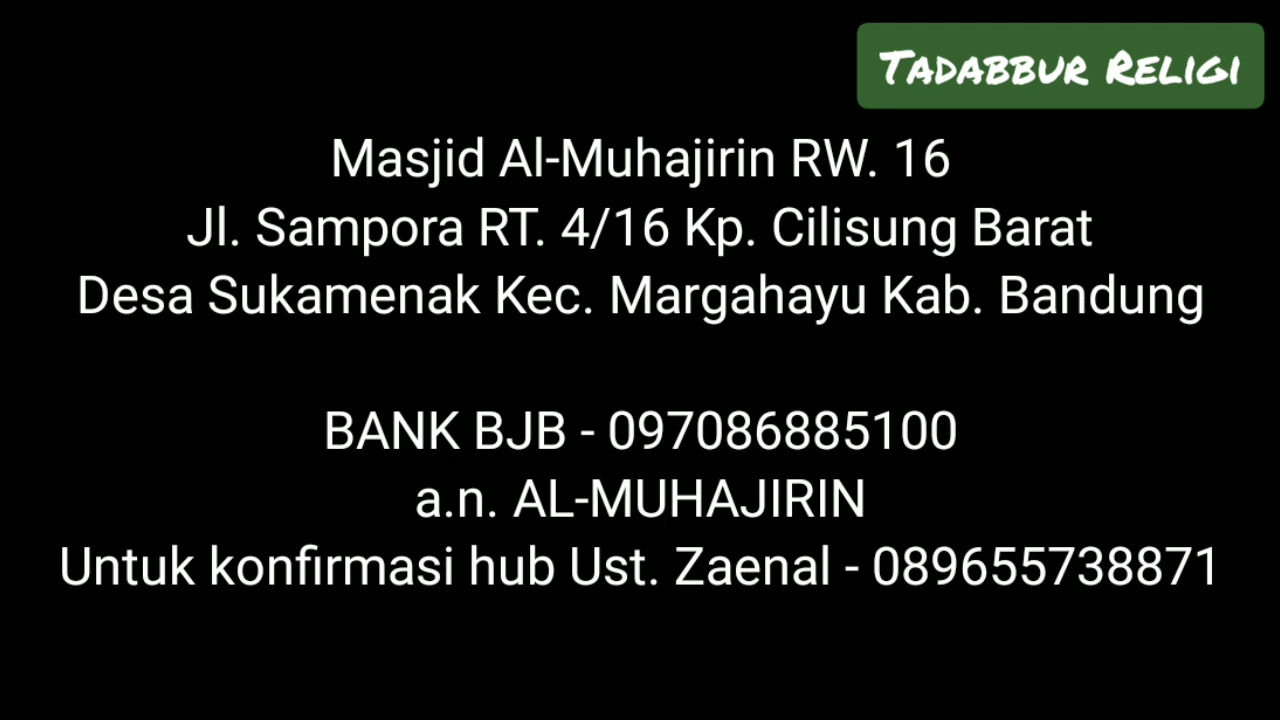 TADABBUR RELIGI
Masjid Al-Muhajirin RW. 16
Jl. Sampora RT. 4/16 Kp. Cilisung Barat
Desa Sukamenak Kec. Margahayu Kab. Bandung
BANK BJB - 097086885100
a.n. AL-MUHAJIRIN
Untuk konfirmasi hub Ust. Zaenal - 089655738871